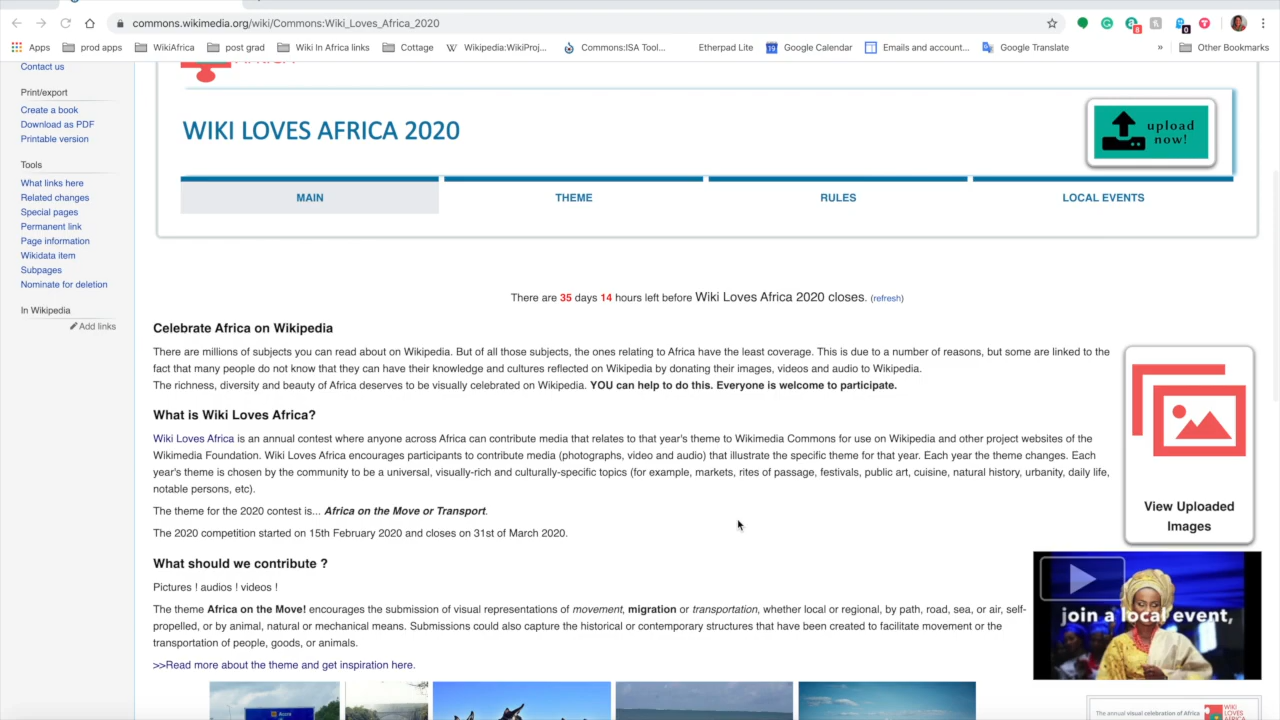 commons.wikimedia.org/wiki/Commons:Wiki_Loves_Africa_2020
8
0
Apps
prod apps
WikiAfrica
post grad
Wiki In Africa links
Cottage
Wikipedia:WikiProj...
Commons:ISA Tool...
Etherpad Lite
19
Google Calendar
Emails and account...
Google Translate
»
Other Bookmarks
Contact us
Print/export
Create a book
Download as PDF
Printable version
Tools
What links here
Related changes
Special pages
Permanent link
Page information
Wikidata item
Subpages
Nominate for deletion
In Wikipedia
Add links
WIKI LOVES AFRICA 2020
upload
now!
MAIN
THEME
RULES
LOCAL EVENTS
There are 35 days 14 hours left before Wiki Loves Africa 2020 closes. (refresh)
Celebrate Africa on Wikipedia
There are millions of subjects you can read about on Wikipedia. But of all those subjects, the ones relating to Africa have the least coverage. This is due to a number of reasons, but some are linked to the
fact that many people do not know that they can have their knowledge and cultures reflected on Wikipedia by donating their images, videos and audio to Wikipedia.
The richness, diversity and beauty of Africa deserves to be visually celebrated on Wikipedia. YOU can help to do this. Everyone is welcome to participate.
What is Wiki Loves Africa?
Wiki Loves Africa is an annual contest where anyone across Africa can contribute media that relates to that year's theme to Wikimedia Commons for use on Wikipedia and other project websites of the
Wikimedia Foundation. Wiki Loves Africa encourages participants to contribute media (photographs, video and audio) that illustrate the specific theme for that year. Each year the theme changes. Each
year's theme is chosen by the community to be a universal, visually-rich and culturally-specific topics (for example, markets, rites of passage, festivals, public art, cuisine, natural history, urbanity, daily life,
notable persons, etc).
The theme for the 2020 contest is... Africa on the Move or Transport.
The 2020 competition started on 15th February 2020 and closes on 31st of March 2020.
View Uploaded
Images
What should we contribute ?
Pictures ! audios ! videos !
The theme Africa on the Move! encourages the submission of visual representations of movement, migration or transportation, whether local or regional, by path, road, sea, or air, self-
propelled, or by animal, natural or mechanical means. Submissions could also capture the historical or contemporary structures that have been created to facilitate movement or the
transportation of people, goods, or animals.
>>Read more about the theme and get inspiration here.
join a local event,
The annual visual celebration of Africa
WIKI
LOVES